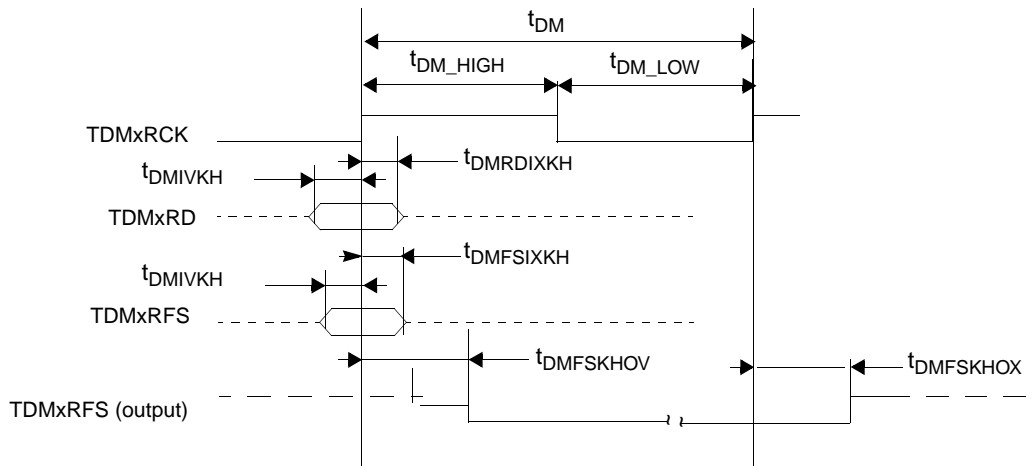 tDM
tDM_HIGH
tDM_LOW
TDMxRCK
tDMIVKH
tDMRDIXKH
TDMxRD
tDMIVKH
tDMFSIXKH
TDMxRFS
tDMFSKHOV
tDMFSKHOX
TDMxRFS (output)